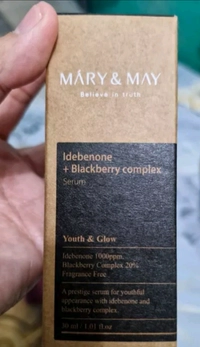 MÁRY & MAY
Believe in truth
Idebenone
+ Blackberry complex
Serum
Youth & Glow
Idebenone 1000ppm,
Blackberry Complex 20%
Fragrance Free
A prestige serum for youthful
appearance with idebenone and
blackberry complex.
30 ml / 1.01 fl.oz